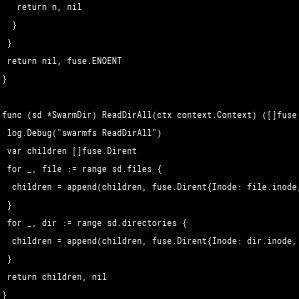 return n, nil
}
}
return nil, fuse.ENOENT
}
func (sd *SwarmDir) ReadDirAll(ctx context.Context) ([]fuse
log.Debug("swarmfs ReadDirAll")
var children []fuse.Dirent
for _, file := range sd.files {
children = append(children, fuse.Dirent{Inode: file.inode,
}
for _, dir := range sd.directories {
children = append(children, fuse.Dirent{Inode: dir.inode,
}
return children, nil
}